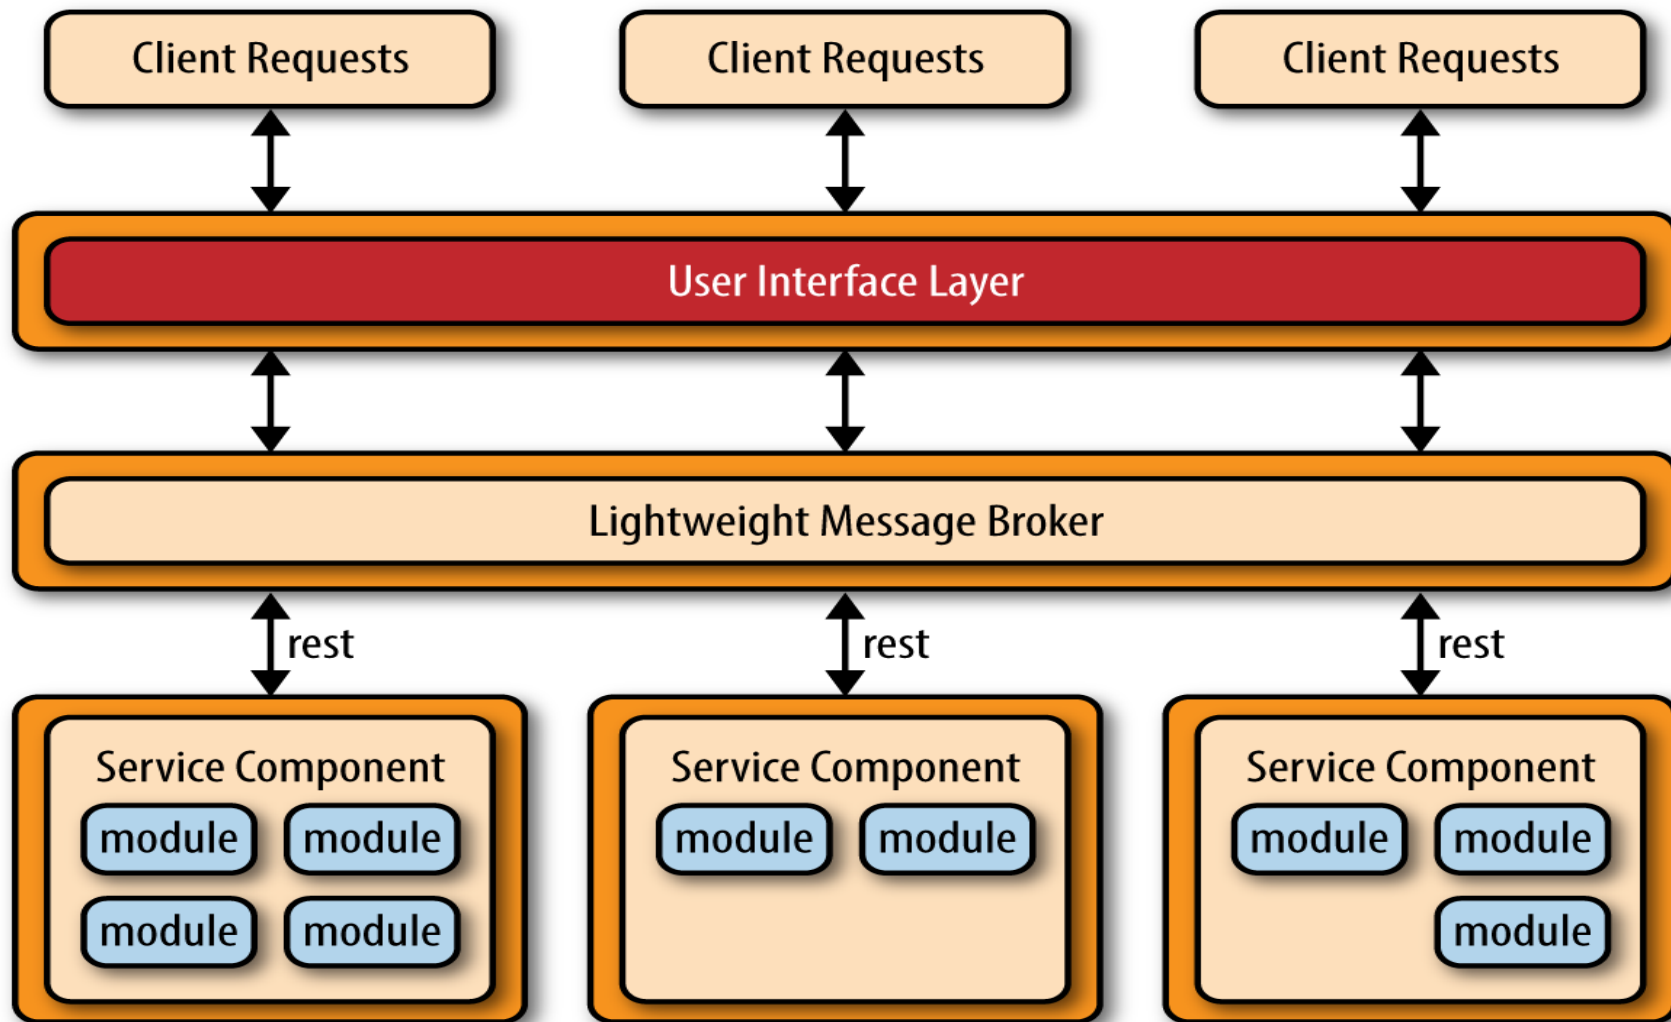 Client Requests
Client Requests
Client Requests
User Interface Layer
Lightweight Message Broker
rest
rest
rest
Service Component
module module
module module
Service Component
module module
Service Component
module module
module